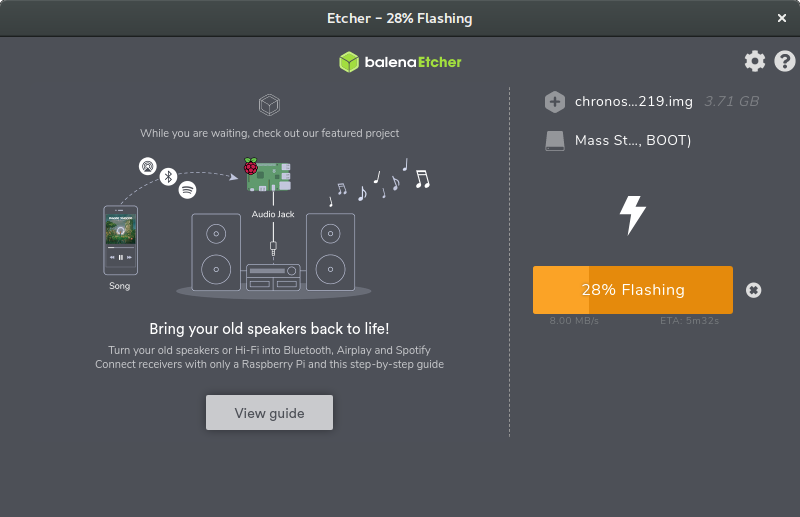 Etcher – 28% Flashing
balenaEtcher
While you are waiting, check out our featured project
Audio Jack
Song
Bring your old speakers back to life!
Turn your old speakers or Hi-Fi into Bluetooth, Airplay and Spotify
Connect receivers with only a Raspberry Pi and this step-by-step guide
View guide
chronos...219.img 3.71 GB
Mass St..., BOOT)
28% Flashing
8.00 MB/s ETA: 5m32s